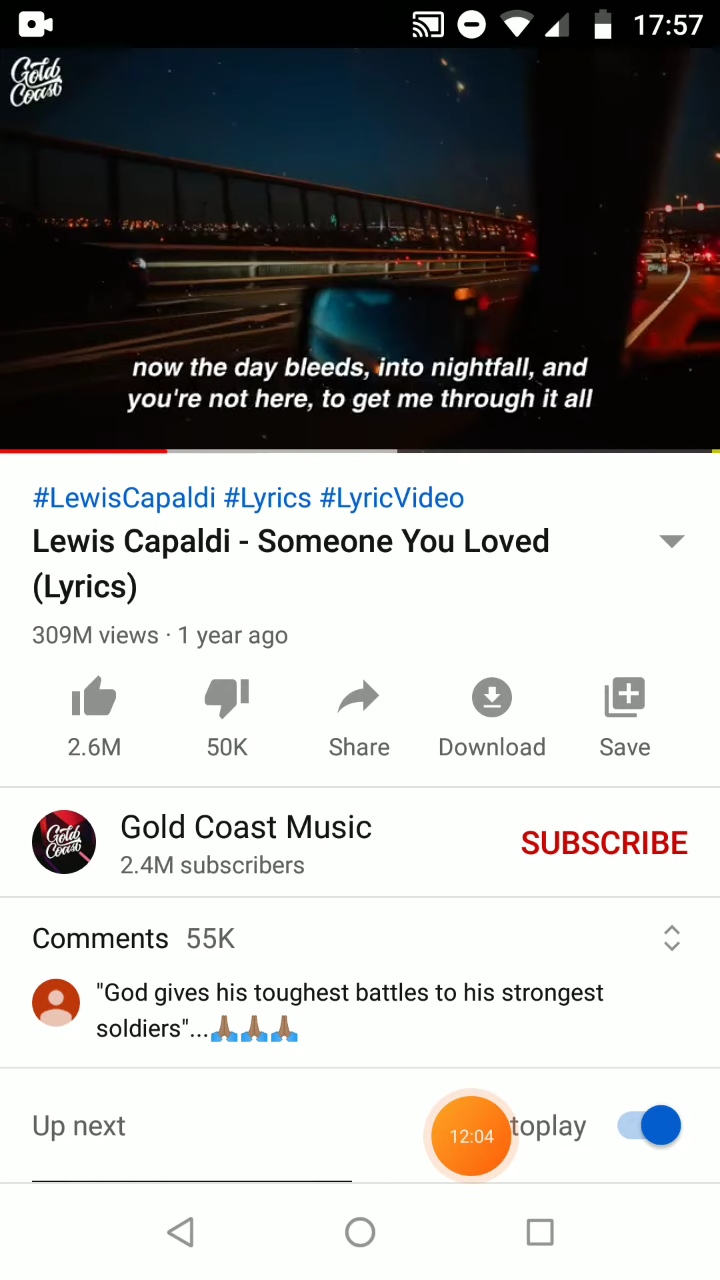 17:57
Gold
Coast
now the day bleeds, into nightfall, and
you're not here, to get me through it all
#LewisCapaldi #Lyrics #LyricVideo
Lewis Capaldi - Someone You Loved
(Lyrics)
309M views · 1 year ago
2.6M 50K Share Download Save
Gold Coast
Gold Coast Music
2.4M subscribers
SUBSCRIBE
Comments 55K
"God gives his toughest battles to his strongest
soldiers"...🙏🏽🙏🏽🙏🏽
Up next 12:04 toplay